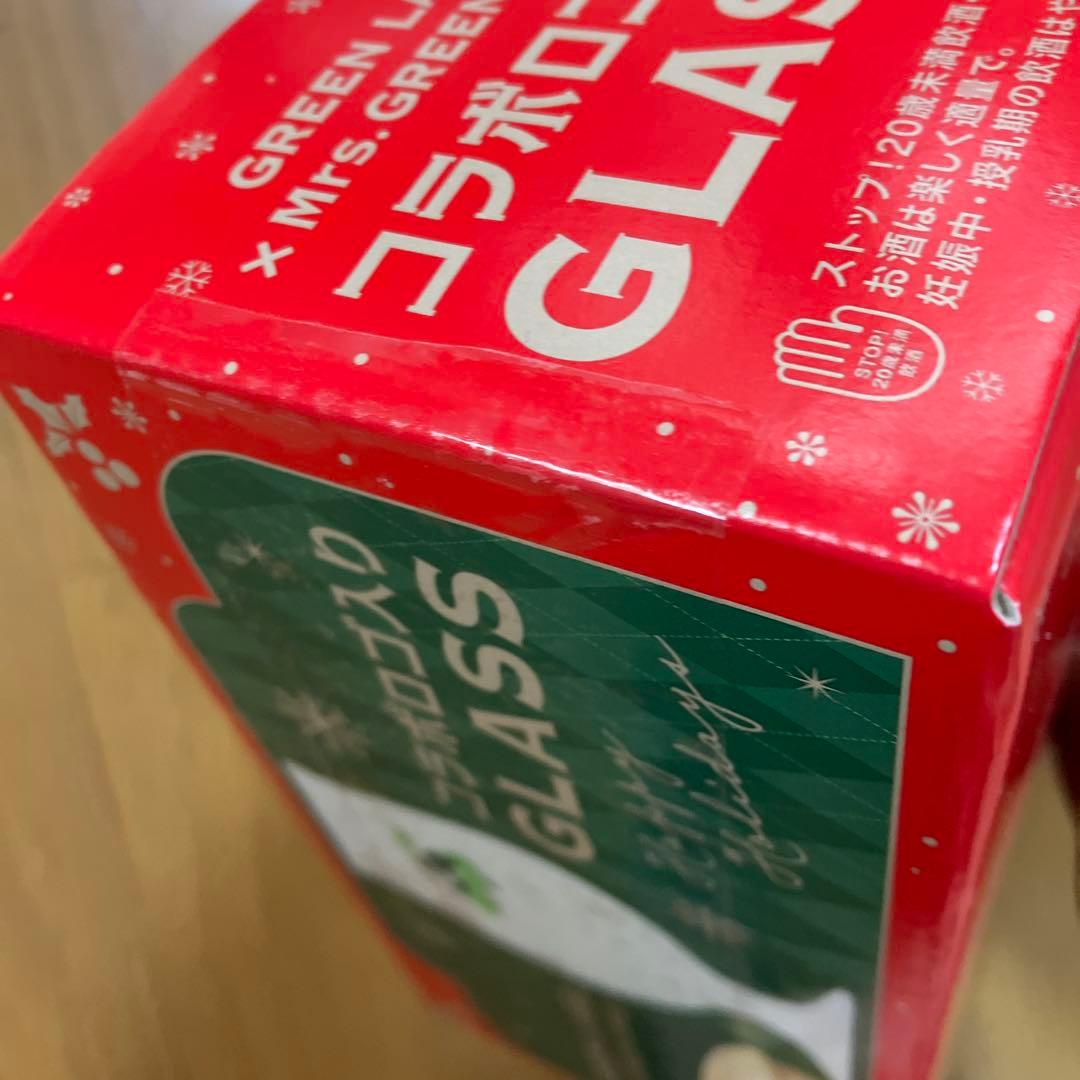 GREEN LA
× Mrs.GREEN
コラボロゴ
GLAS
ストップ!20歳未満飲酒・
お酒は楽しく適量で。
妊娠中・授乳期の飲酒はや
STOP!
20歳未満
飲酒
コラボロゴ入り
GLASS
Happy
Holidays